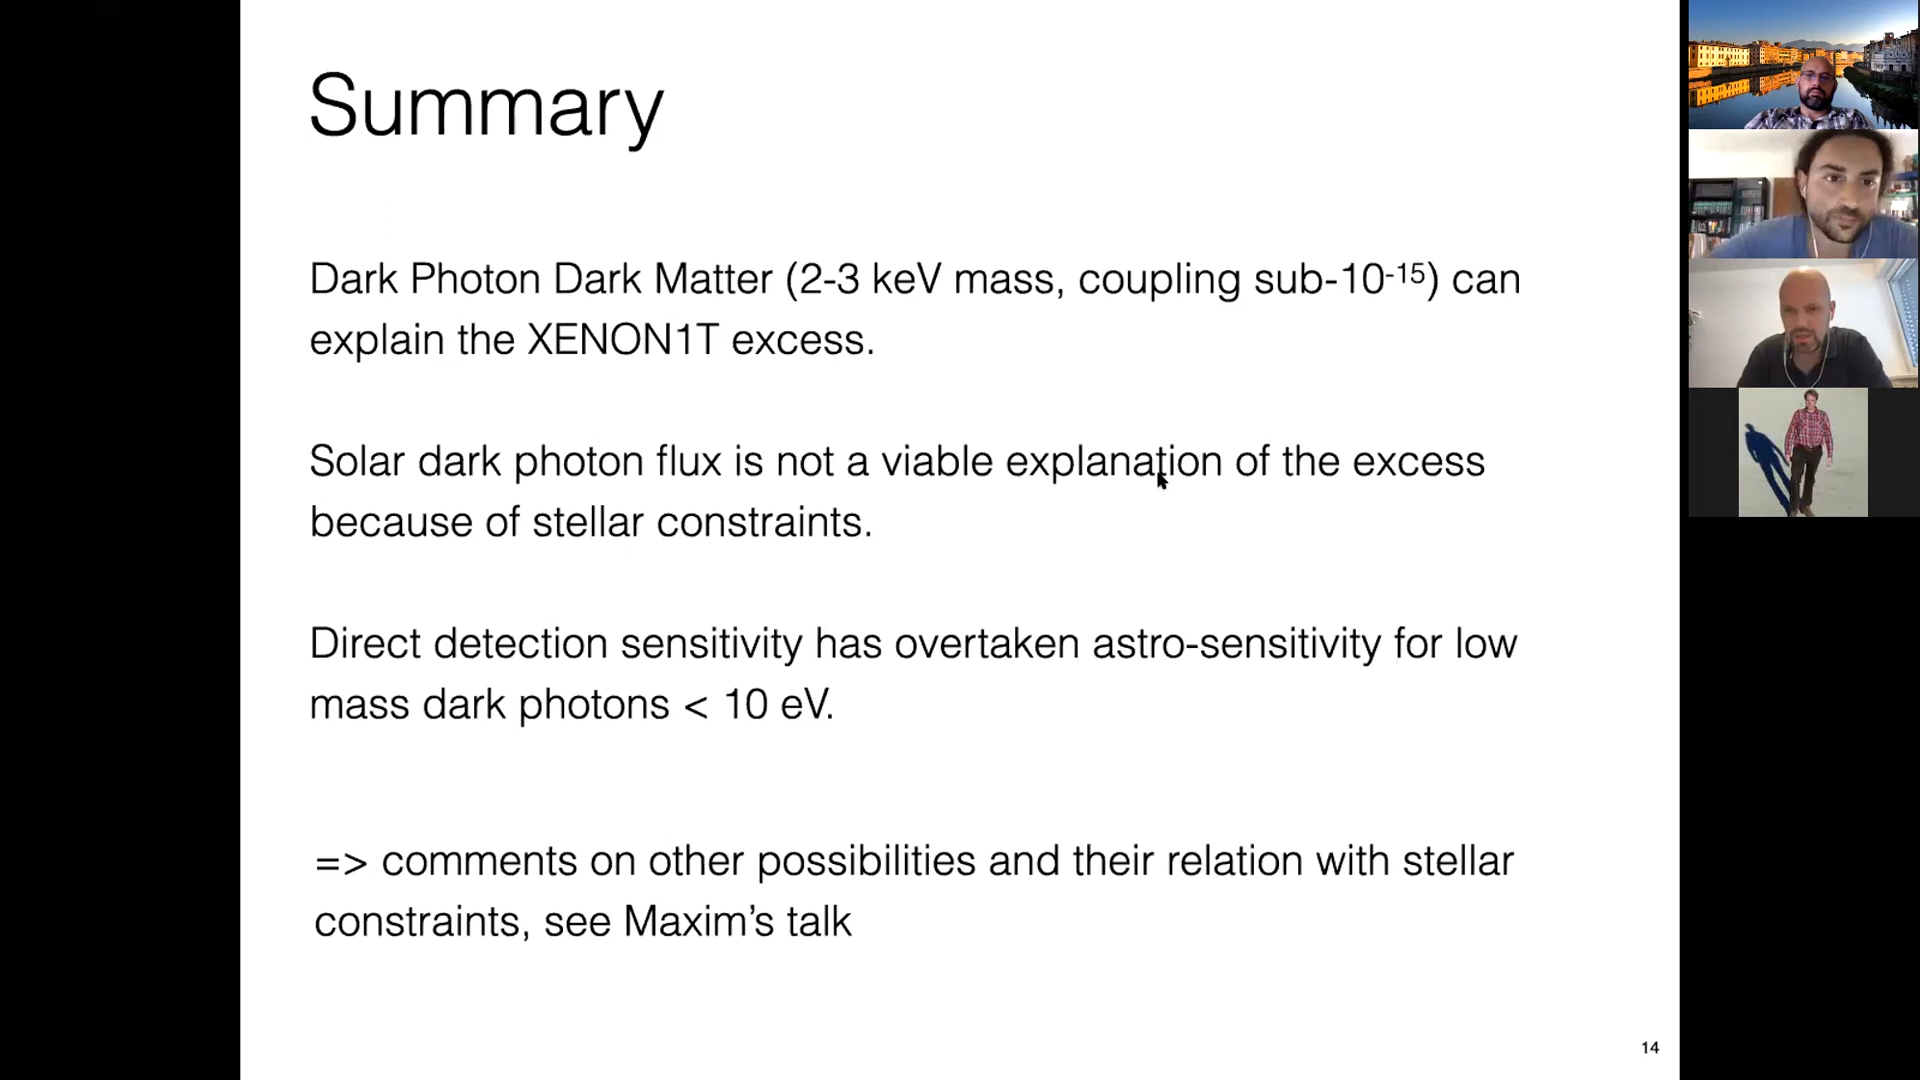 Summary
Dark Photon Dark Matter (2-3 keV mass, coupling sub-10⁻¹⁵) can
explain the XENON1T excess.
Solar dark photon flux is not a viable explanation of the excess
because of stellar constraints.
Direct detection sensitivity has overtaken astro-sensitivity for low
mass dark photons < 10 eV.
=> comments on other possibilities and their relation with stellar
constraints, see Maxim’s talk
14